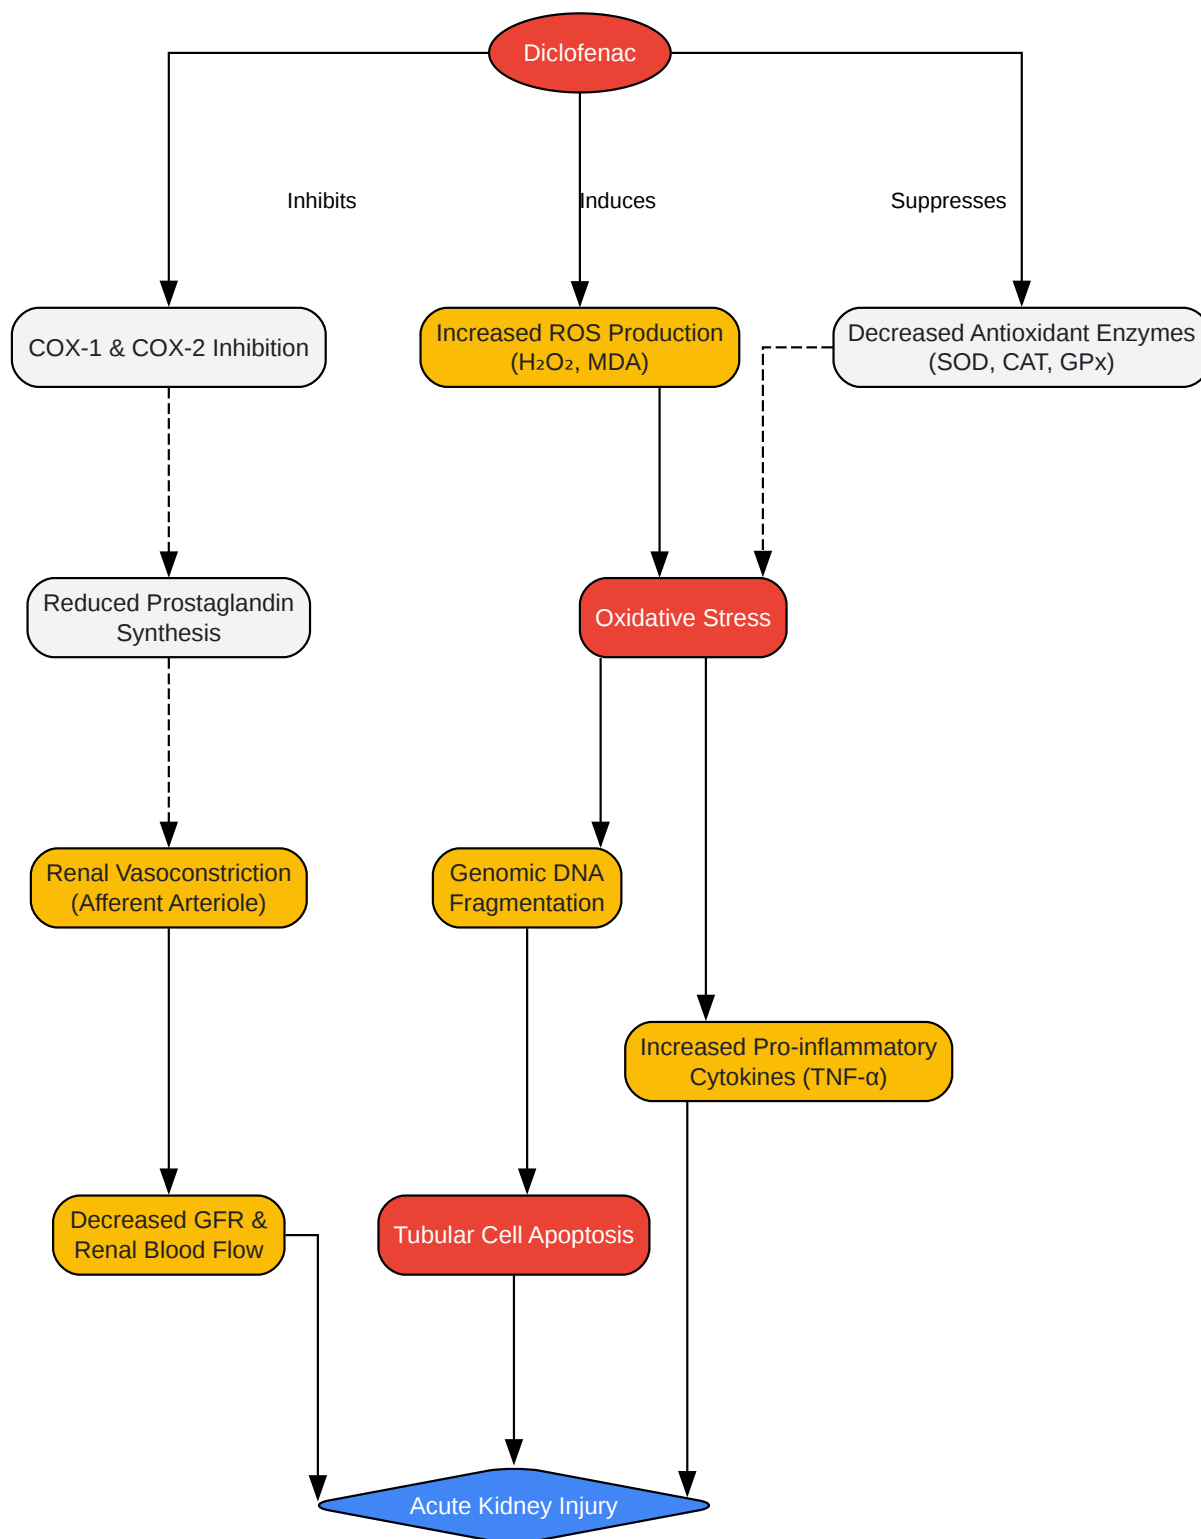 Diclofenac
Inhibits
Induces
Suppresses
COX-1 & COX-2 Inhibition
Increased ROS Production
(H₂O₂, MDA)
Decreased Antioxidant Enzymes
(SOD, CAT, GPx)
Reduced Prostaglandin
Synthesis
Oxidative Stress
Renal Vasoconstriction
(Afferent Arteriole)
Genomic DNA
Fragmentation
Increased Pro-inflammatory
Cytokines (TNF-α)
Decreased GFR &
Renal Blood Flow
Tubular Cell Apoptosis
Acute Kidney Injury